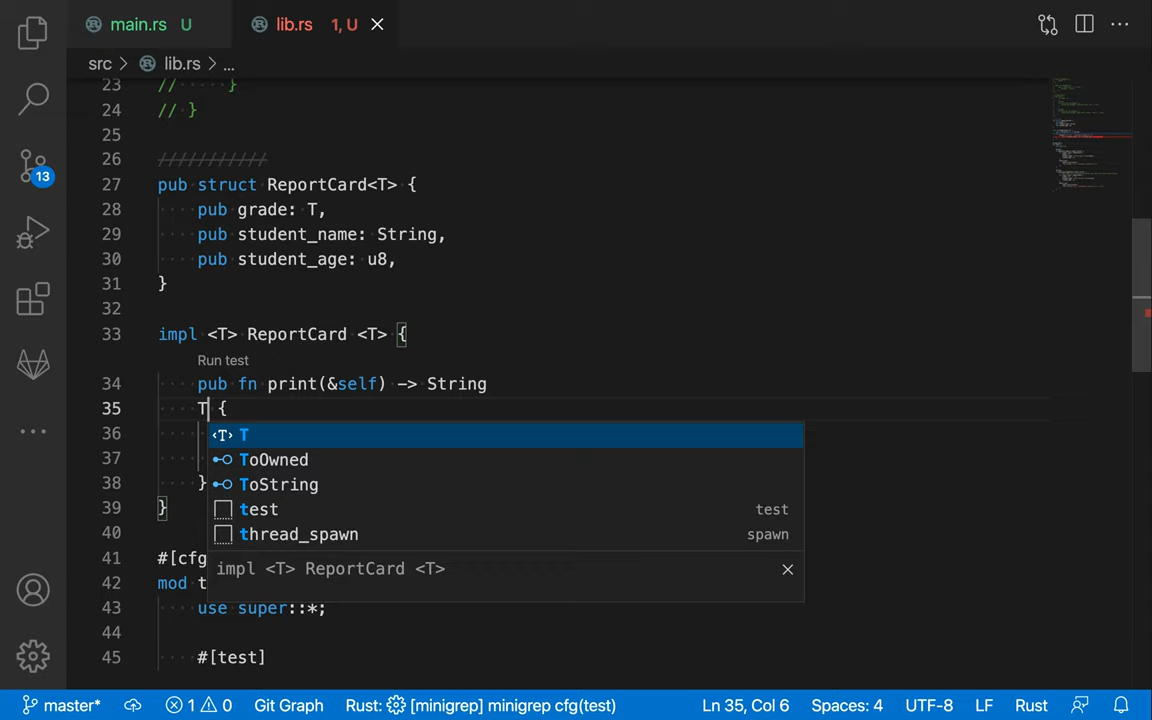 main.rs U lib.rs 1, U
src > lib.rs > ...
23 // ····· }
24 // }
25
26 ///////////
27 pub struct ReportCard<T> {
28 pub grade: T,
29 pub student_name: String,
30 pub student_age: u8,
31 }
32
33 impl <T> ReportCard <T> {
Run test
34 pub fn print(&self) -> String
35 T {
36 <T> T
37 ToOwned
38 } ToString
39 } test test
40 thread_spawn spawn
41 #[cfg impl <T> ReportCard <T>
42 mod t
43 use super::*;
44
45 #[test]
13
master* 1 0 Git Graph Rust: [minigrep] minigrep cfg(test) Ln 35, Col 6 Spaces: 4 UTF-8 LF Rust